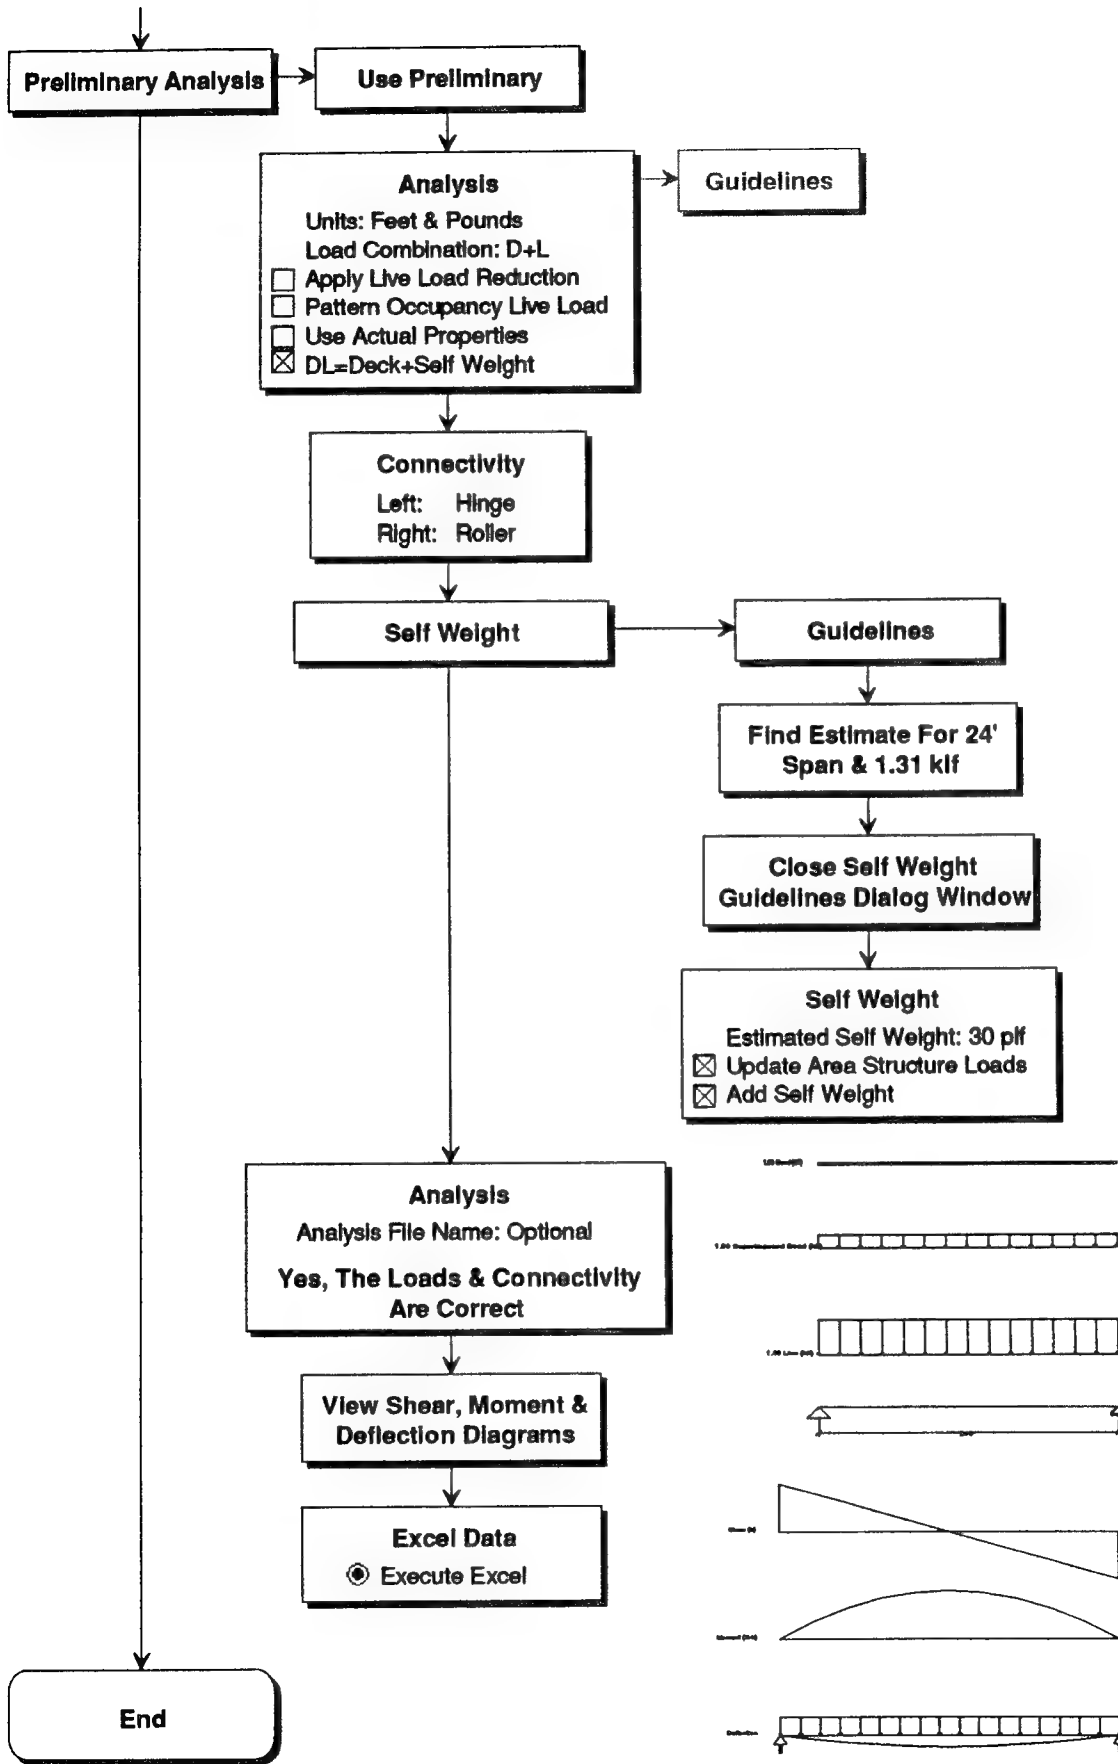 Preliminary Analysis
Use Preliminary
Analysis
Units: Feet & Pounds
Load Combination: D+L
Apply Live Load Reduction
Pattern Occupancy Live Load
Use Actual Properties
DL=Deck+Self Weight
Guidelines
Connectivity
Left: Hinge
Right: Roller
Self Weight
Guidelines
Find Estimate For 24'
Span & 1.31 klf
Close Self Weight
Guidelines Dialog Window
Self Weight
Estimated Self Weight: 30 plf
Update Area Structure Loads
Add Self Weight
Analysis
Analysis File Name: Optional
Yes, The Loads & Connectivity
Are Correct
View Shear, Moment &
Deflection Diagrams
Excel Data
Execute Excel
End
Deflection